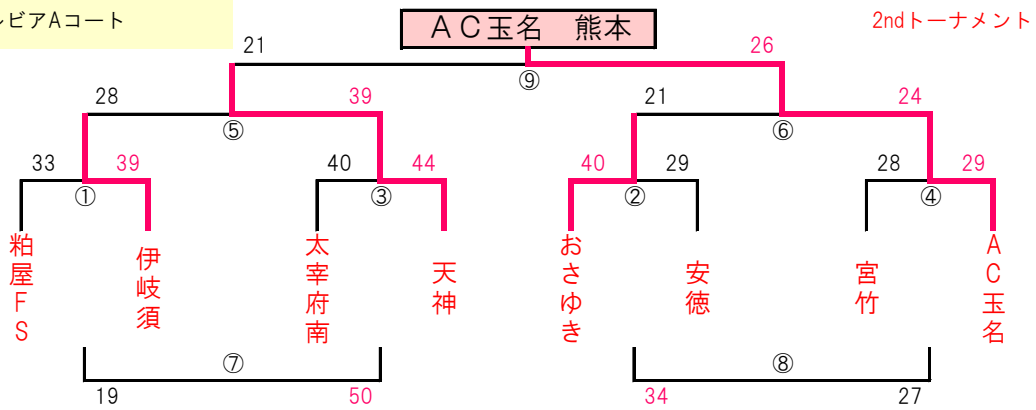 ルビアAコート
AC玉名 熊本
2ndトーナメント
21
26
⑨
28
39
21
24
⑤
⑥
33
39
40
44
40
29
28
29
①
③
②
④
粕屋FS
伊岐須
太宰府南
天神
おさゆき
安徳
宮竹
AC玉名
⑦
⑧
19
50
34
27